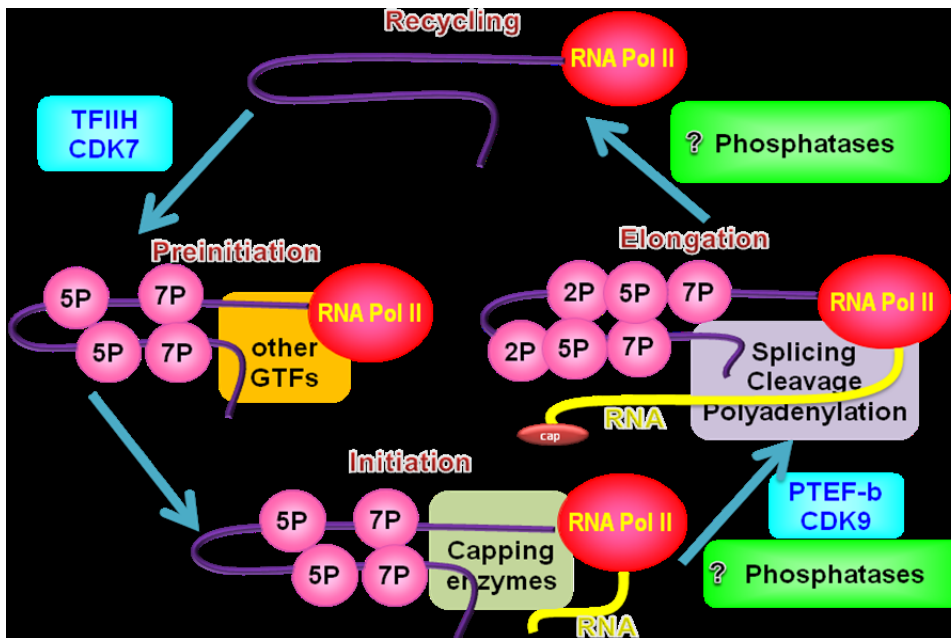 Recycling
RNA Pol II
TFIIH
CDK7
? Phosphatases
Preinitiation
5P 7P
5P 7P
RNA Pol II
other
GTFs
Elongation
2P 5P 7P
2P 5P 7P
RNA Pol II
Splicing
Cleavage
Polyadenylation
RNA
cap
Initiation
5P 7P
5P 7P
Capping
enzymes
RNA Pol II
RNA
PTEF-b
CDK9
? Phosphatases